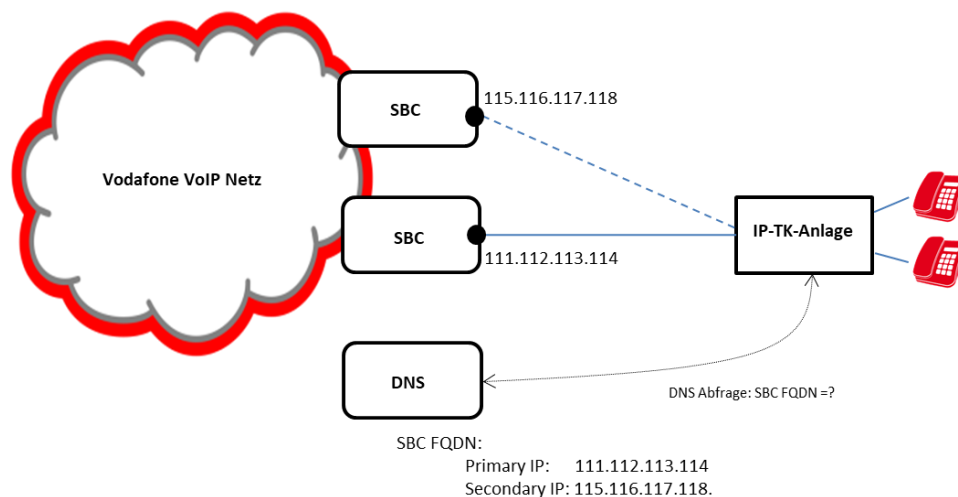 SBC
115.116.117.118
Vodafone VoIP Netz
SBC
IP-TK-Anlage
111.112.113.114
DNS
DNS Abfrage: SBC FQDN =?
SBC FQDN:
Primary IP: 111.112.113.114
Secondary IP: 115.116.117.118.